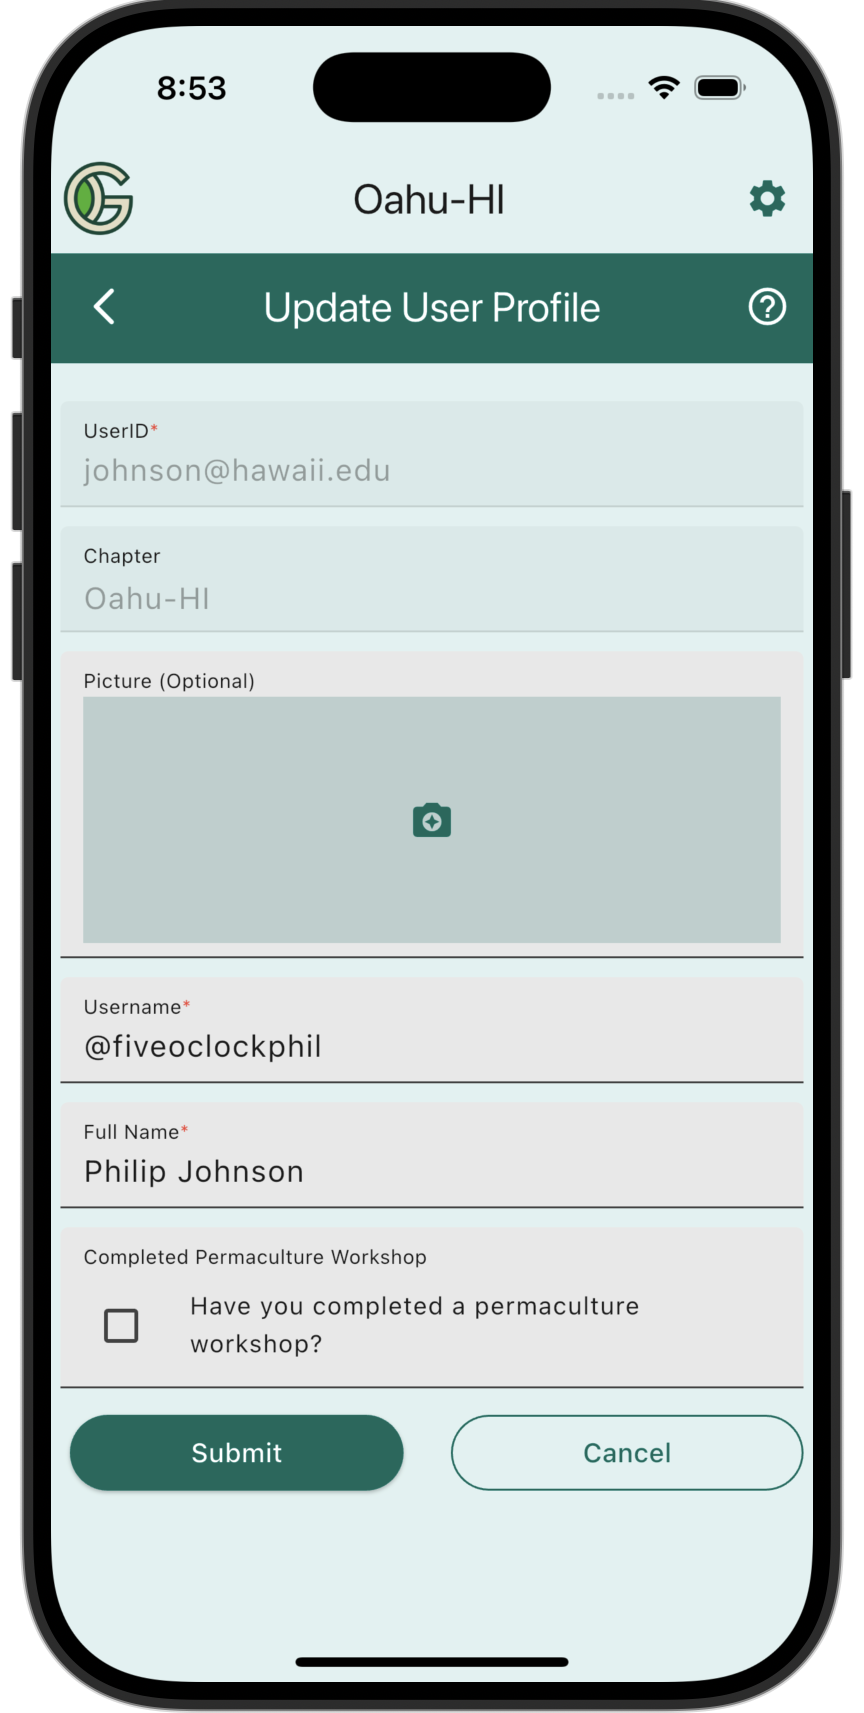 8:53
Oahu-HI
Update User Profile
UserID*
johnson@hawaii.edu
Chapter
Oahu-HI
Picture (Optional)
Username*
@fiveoclockphil
Full Name*
Philip Johnson
Completed Permaculture Workshop
Have you completed a permaculture
workshop?
Submit
Cancel